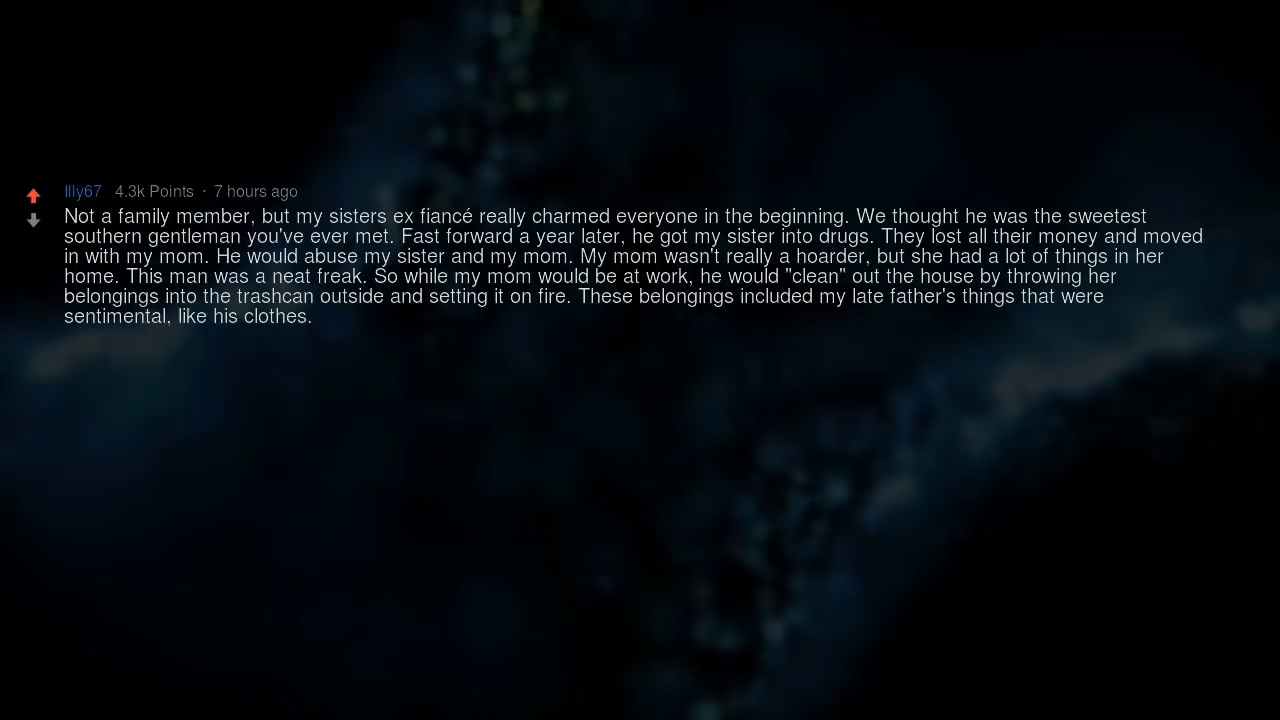 Illy67 4.3k Points · 7 hours ago
Not a family member, but my sisters ex fiance really charmed everyone in the beginning. We thought he was the sweetest
southern gentleman you've ever met. Fast forward a year later, he got my sister into drugs. They lost all their money and moved
in with my mom. He would abuse my sister and my mom. My mom wasn't really a hoarder, but she had a lot of things in her
home. This man was a neat freak. So while my mom would be at work, he would "clean" out the house by throwing her
belongings into the trashcan outside and setting it on fire. These belongings included my late father's things that were
sentimental, like his clothes.